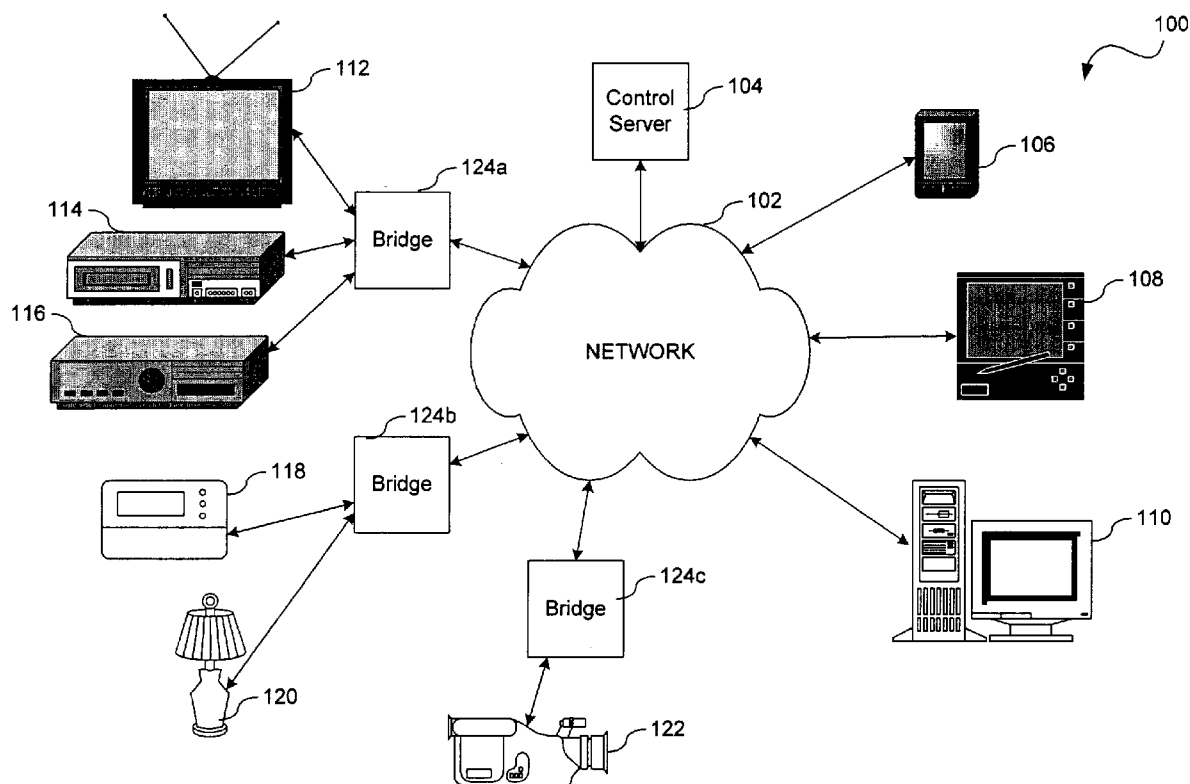 100
112
Control
Server
104
106
124a
102
114
Bridge
108
116
NETWORK
124b
118
Bridge
110
124c
Bridge
120
122